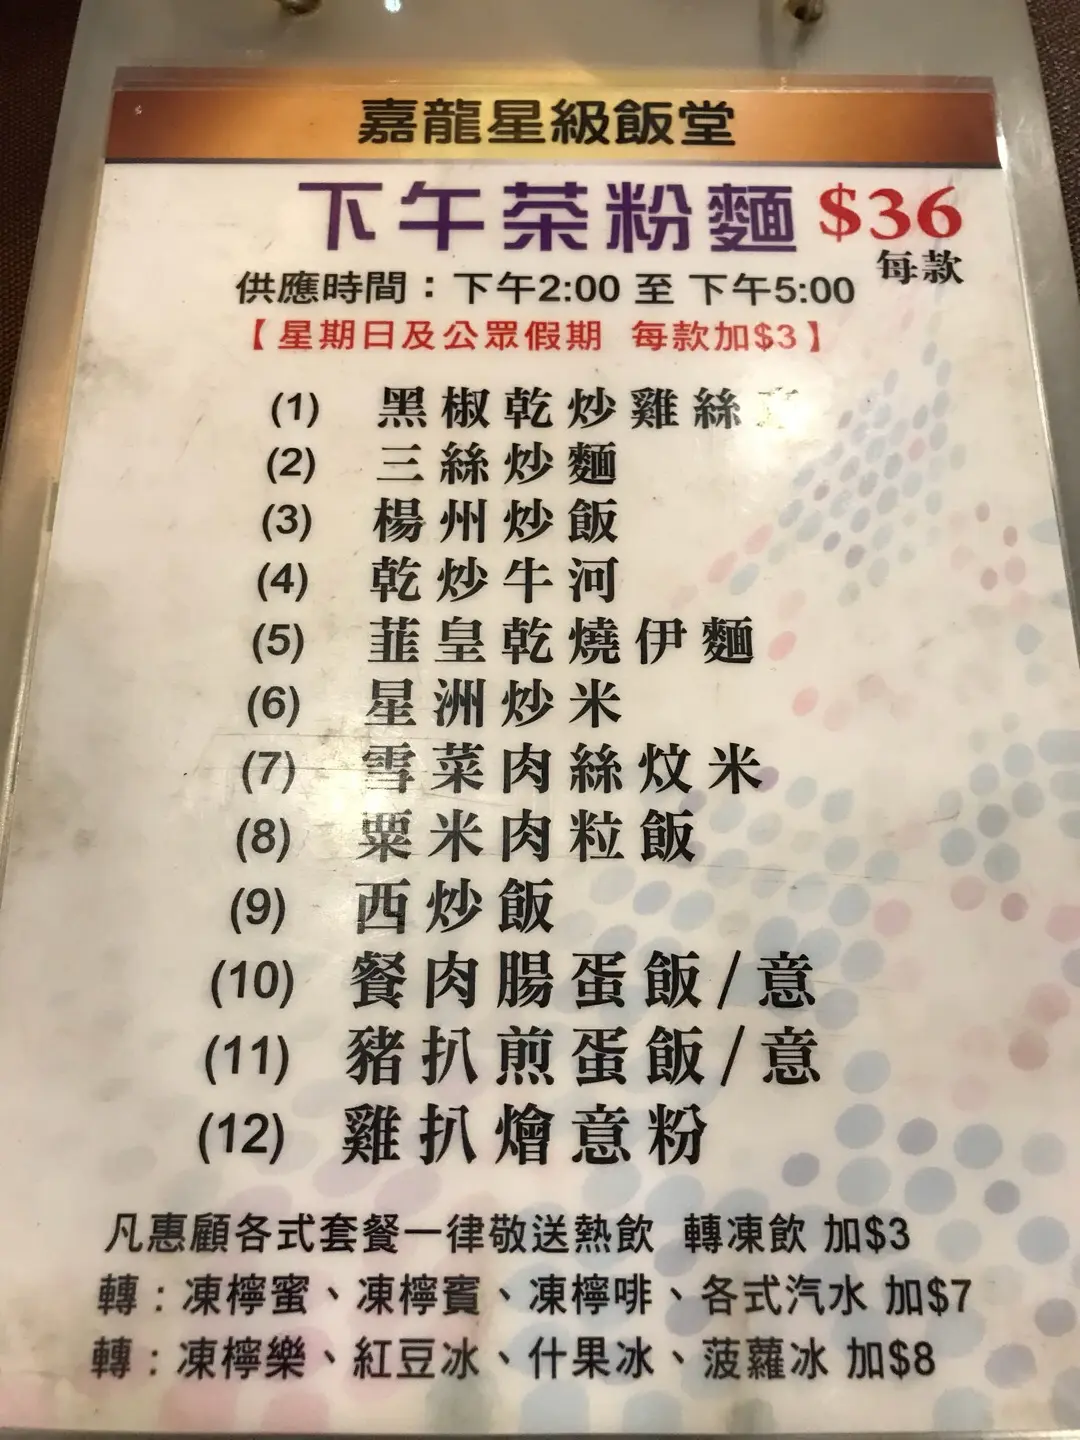 嘉龍星級飯堂
下午茶粉麵 $36
每款
供應時間：下午2:00 至 下午5:00
【星期日及公眾假期 每款加$3】
(1) 黑椒乾炒雞絲意
(2) 三絲炒麵
(3) 楊州炒飯
(4) 乾炒牛河
(5) 韮皇乾燒伊麵
(6) 星洲炒米
(7) 雪菜肉絲炆米
(8) 粟米肉粒飯
(9) 西炒飯
(10) 餐肉腸蛋飯/意
(11) 豬扒煎蛋飯/意
(12) 雞扒燴意粉
凡惠顧各式套餐一律敬送熱飲 轉凍飲 加$3
轉：凍檸蜜、凍檸賓、凍檸啡、各式汽水 加$7
轉：凍檸樂、紅豆冰、什果冰、菠蘿冰 加$8